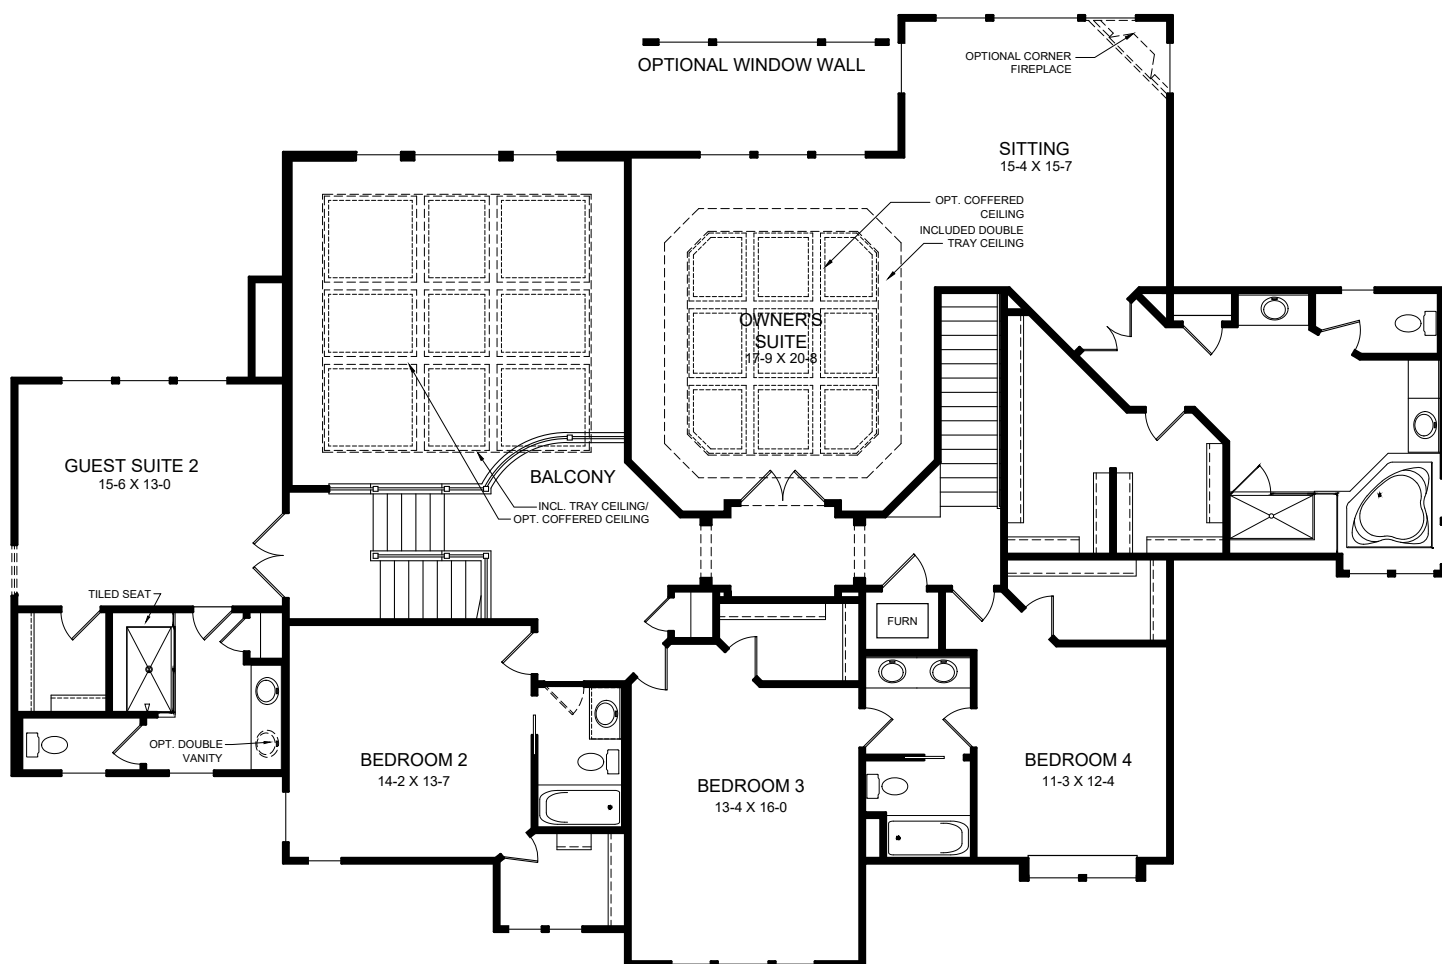 OPTIONAL WINDOW WALL
OPTIONAL CORNER
FIREPLACE
SITTING
15-4 X 15-7
OPT. COFFERED
CEILING
INCLUDED DOUBLE
TRAY CEILING
OWNER'S
SUITE
17-9 X 20-8
GUEST SUITE 2
15-6 X 13-0
BALCONY
INCL. TRAY CEILING/
OPT. COFFERED CEILING
TILED SEAT
FURN
OPT. DOUBLE
VANITY
BEDROOM 2
14-2 X 13-7
BEDROOM 3
13-4 X 16-0
BEDROOM 4
11-3 X 12-4